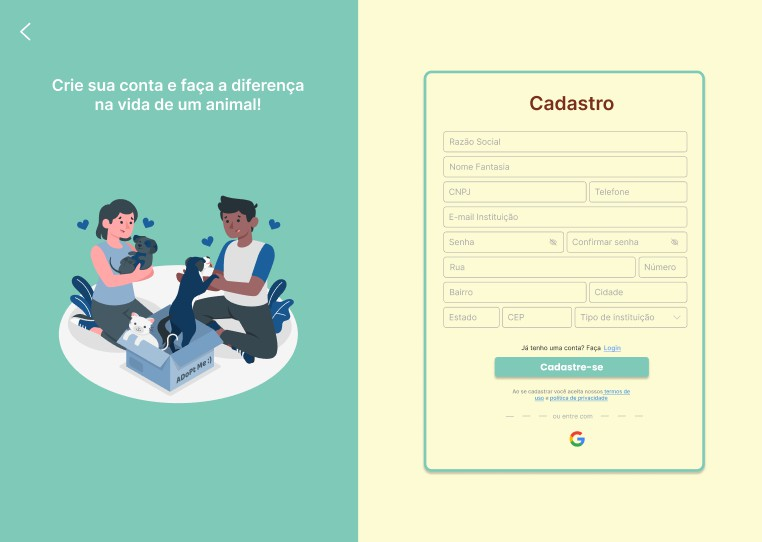 Crie sua conta e faça a diferença
na vida de um animal!
ADoPt Me :)
Cadastro
Razão Social
Nome Fantasia
CNPJ
Telefone
E-mail Instituição
Senha
Confirmar senha
Rua
Número
Bairro
Cidade
Estado
CEP
Tipo de instituição
Já tenho uma conta? Faça Login
Cadastre-se
Ao se cadastrar você aceita nossos termos de
uso e política de privacidade
ou entre com